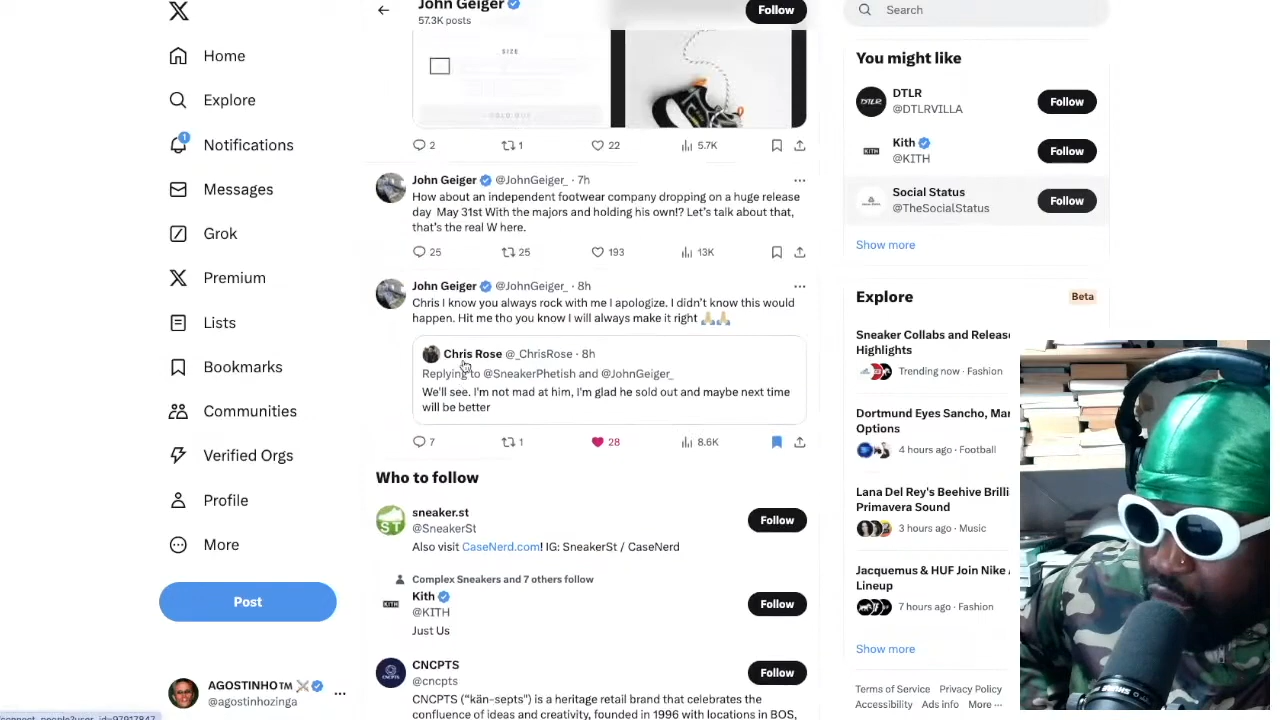 John Geiger
57.3K posts
Follow
Search
SIZE
SOLD OUT
2
1
22
5.7K
Home
Explore
1
Notifications
Messages
Grok
Premium
Lists
Bookmarks
Communities
Verified Orgs
Profile
More
Post
AGOSTINHO™ ⚔️
@agostinhozinga
John Geiger @JohnGeiger_ · 7h
How about an independent footwear company dropping on a huge release
day May 31st With the majors and holding his own!? Let's talk about that,
that's the real W here.
25
25
193
13K
John Geiger @JohnGeiger_ · 8h
Chris I know you always rock with me I apologize. I didn't know this would
happen. Hit me tho you know I will always make it right 🙏🙏
Chris Rose @_ChrisRose · 8h
Replying to @SneakerPhetish and @JohnGeiger_
We'll see. I'm not mad at him, I'm glad he sold out and maybe next time
will be better
7
1
28
8.6K
Who to follow
ST
sneaker.st
@SneakerSt
Follow
Also visit CaseNerd.com! IG: SneakerSt / CaseNerd
Complex Sneakers and 7 others follow
KITH
Kith
@KITH
Follow
Just Us
CNCPTS
@cncpts
Follow
CNCPTS ("kän-septs") is a heritage retail brand that celebrates the
confluence of ideas and creativity, founded in 1996 with locations in BOS,
You might like
DTLR
DTLR
@DTLRVILLA
Follow
KITH
Kith
@KITH
Follow
Social Status
@TheSocialStatus
Follow
Show more
Explore
Beta
Sneaker Collabs and Release
Highlights
Trending now · Fashion
Dortmund Eyes Sancho, Mar
Options
4 hours ago · Football
Lana Del Rey's Beehive Brilli
Primavera Sound
3 hours ago · Music
Jacquemus & HUF Join Nike
Lineup
7 hours ago · Fashion
Show more
Terms of Service Privacy Policy
Accessibility Ads info More ···
SHURE